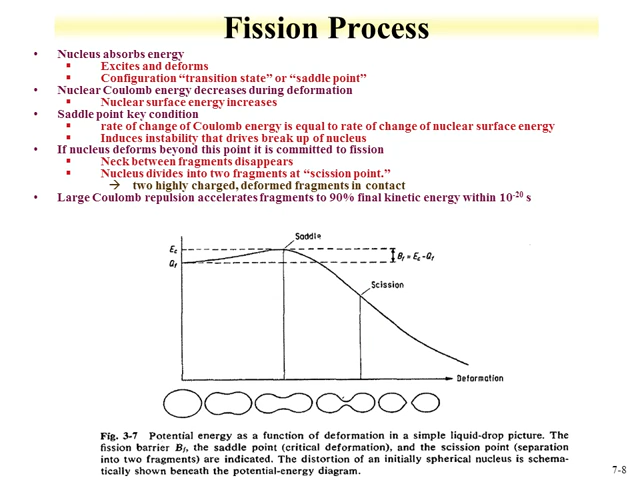 Fission Process
• Nucleus absorbs energy
▪ Excites and deforms
▪ Configuration “transition state” or “saddle point”
• Nuclear Coulomb energy decreases during deformation
▪ Nuclear surface energy increases
• Saddle point key condition
▪ rate of change of Coulomb energy is equal to rate of change of nuclear surface energy
▪ Induces instability that drives break up of nucleus
• If nucleus deforms beyond this point it is committed to fission
▪ Neck between fragments disappears
▪ Nucleus divides into two fragments at “scission point.”
→ two highly charged, deformed fragments in contact
• Large Coulomb repulsion accelerates fragments to 90% final kinetic energy within 10⁻²⁰ s
Saddle
E_c
B_f = E_c - Q_f
Q_f
Scission
Deformation
Fig. 3-7 Potential energy as a function of deformation in a simple liquid-drop picture. The
fission barrier B_f, the saddle point (critical deformation), and the scission point (separation
into two fragments) are indicated. The distortion of an initially spherical nucleus is schema-
tically shown beneath the potential-energy diagram.
7-8